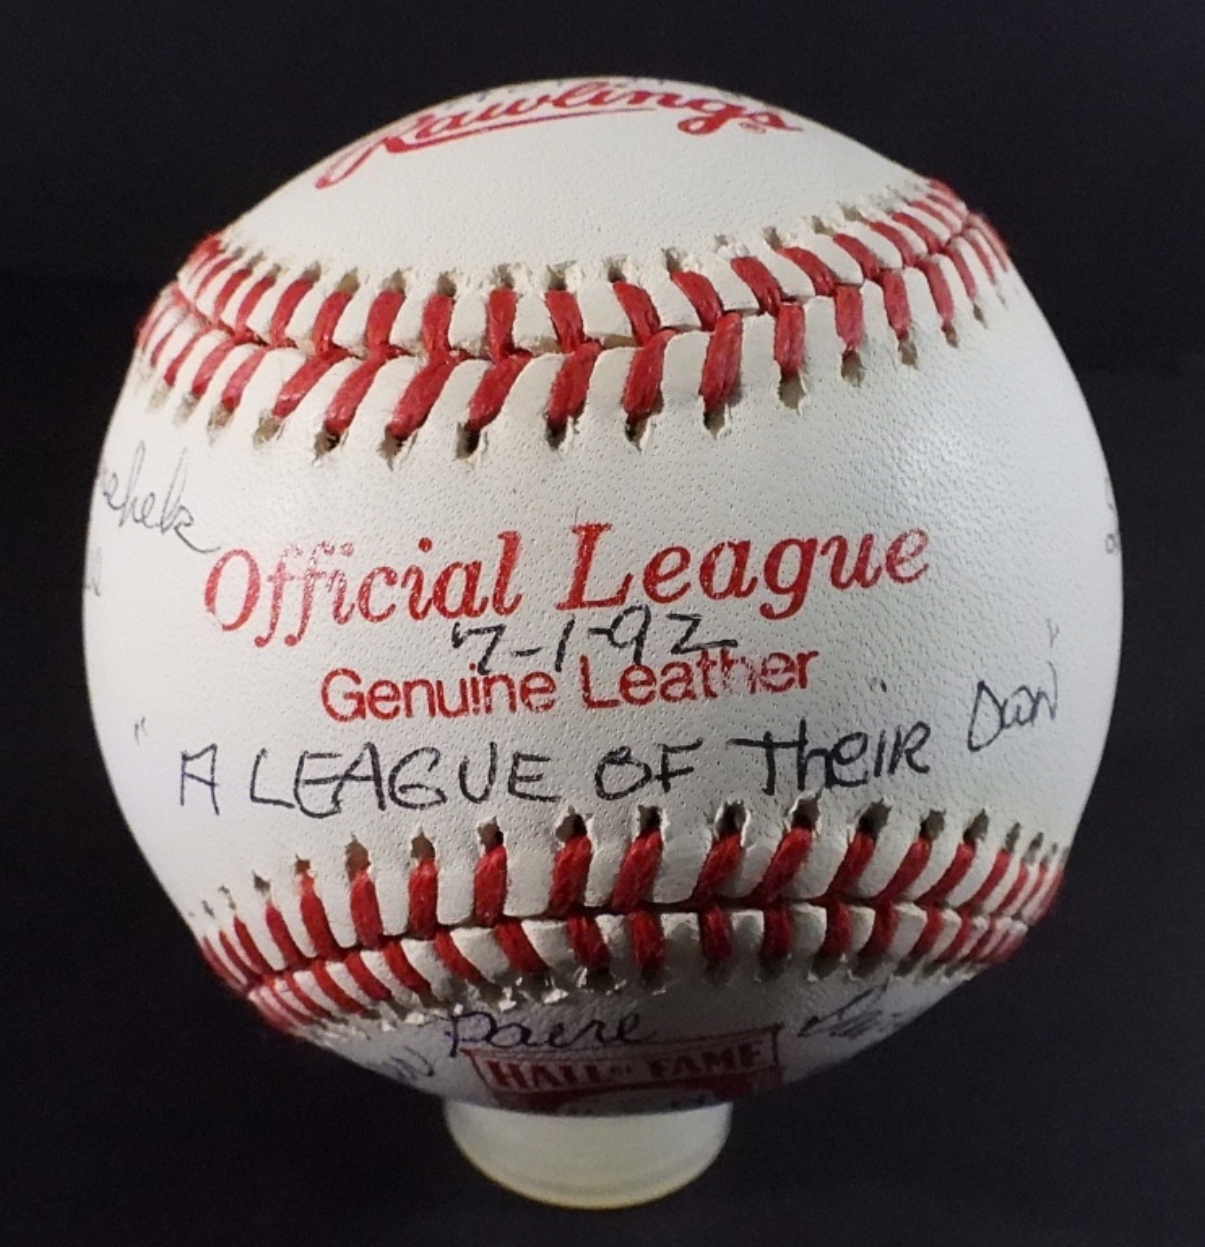 Rawlings®
Official League
7-1-92
Genuine Leather
"A LEAGUE OF TheiR OwN"
HALL OF FAME